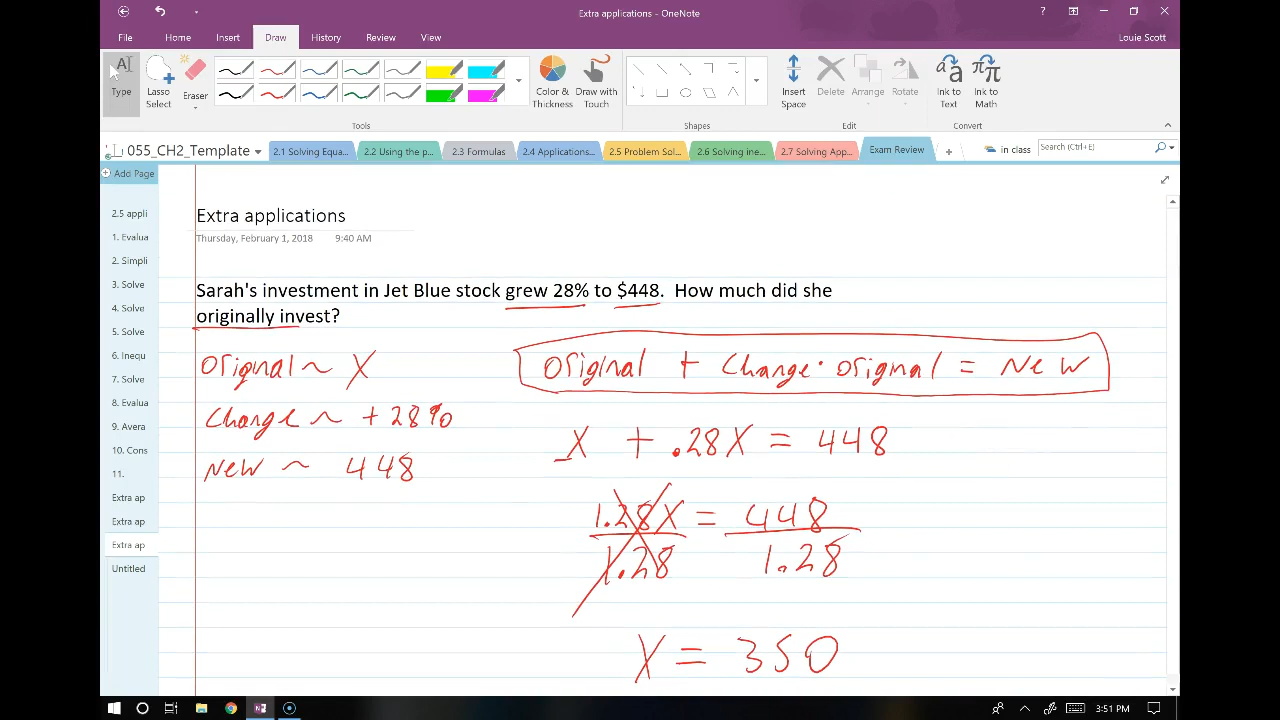 Extra applications - OneNote
?
File Home Insert Draw History Review View
Louie Scott
Type
Lasso Select
Eraser
Color & Thickness
Draw with Touch
Insert Space
Delete
Arrange
Rotate
Ink to Text
Ink to Math
Tools
Shapes
Edit
Convert
055_CH2_Template
2.1 Solving Equa...
2.2 Using the p...
2.3 Formulas
2.4 Applications...
2.5 Problem Sol...
2.6 Solving ine...
2.7 Solving App...
Exam Review
+
in class
Search (Ctrl+E)
Add Page
2.5 appli
1. Evalua
2. Simpli
3. Solve
4. Solve
5. Solve
6. Inequ
7. Solve
8. Evalua
9. Avera
10. Cons
11.
Extra ap
Extra ap
Extra ap
Untitled
Extra applications
Thursday, February 1, 2018 9:40 AM
Sarah's investment in Jet Blue stock grew 28% to $448. How much did she
originally invest?
Original ~ X
Change ~ +28%
New ~ 448
Original + Change · Original = New
X + .28X = 448
1.28X = 448
1.28 1.28
X = 350
3:51 PM